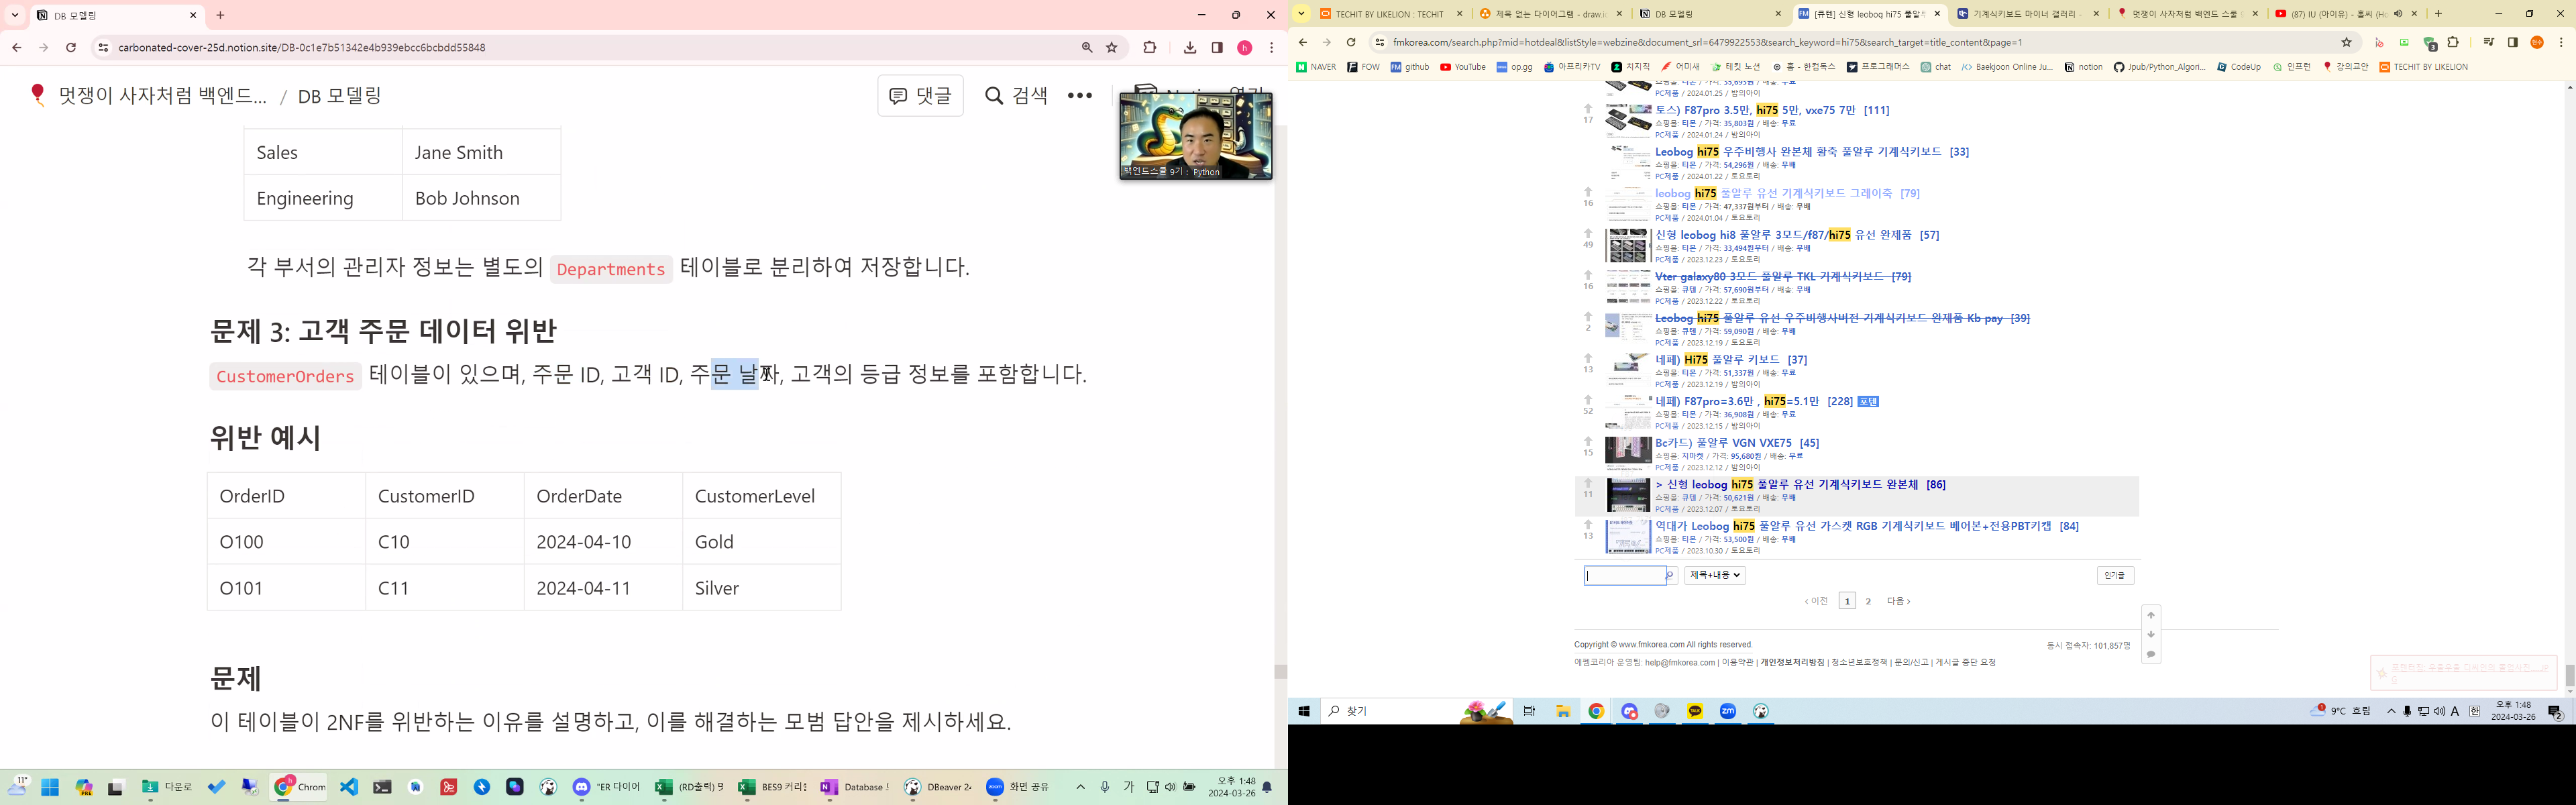 DB 모델링
carbonated-cover-25d.notion.site/DB-0c1e7b51342e4b939ebcc6bcbdd55848
멋쟁이 사자처럼 백엔드... / DB 모델링
댓글
검색
백엔드스쿨 9기 : Python
Sales
Jane Smith
Engineering
Bob Johnson
각 부서의 관리자 정보는 별도의 Departments 테이블로 분리하여 저장합니다.
문제 3: 고객 주문 데이터 위반
CustomerOrders 테이블이 있으며, 주문 ID, 고객 ID, 주문 날짜, 고객의 등급 정보를 포함합니다.
위반 예시
OrderID CustomerID OrderDate CustomerLevel
O100 C10 2024-04-10 Gold
O101 C11 2024-04-11 Silver
문제
이 테이블이 2NF를 위반하는 이유를 설명하고, 이를 해결하는 모범 답안을 제시하세요.
11°
다운로
Chrom
"ER 다이어
(RD출력) 멋
BES9 커리큘
Database
DBeaver 24
화면 공유
가
오후 1:48
2024-03-26
TECHIT BY LIKELION : TECHIT
제목 없는 다이어그램 - draw.i
DB 모델링
[큐텐] 신형 leobog hi75 풀알루
기계식키보드 마이너 갤러리 -
멋쟁이 사자처럼 백엔드 스쿨
(87) IU (아이유) - 홀씨
fmkorea.com/search.php?mid=hotdeal&listStyle=webzine&document_srl=6479922553&search_keyword=hi75&search_target=title_content&page=1
NAVER
FOW
github
YouTube
op.gg
아프리카TV
치지직
어미새
테킷 노션
홈 - 한컴독스
프로그래머스
chat
Baekjoon Online Ju...
notion
Jpub/Python_Algori...
CodeUp
인프런
강의교안
TECHIT BY LIKELION
PC제품 / 2024.01.25 / 밤의아이
17
토스) F87pro 3.5만, hi75 5만, vxe75 7만 [111]
쇼핑몰: 티몬 / 가격: 35,803원 / 배송: 무료
PC제품 / 2024.01.24 / 밤의아이
Leobog hi75 우주비행사 완본체 황축 풀알루 기계식키보드 [33]
쇼핑몰: 티몬 / 가격: 54,296원 / 배송: 무배
PC제품 / 2024.01.22 / 토요토리
16
leobog hi75 풀알루 유선 기계식키보드 그레이축 [79]
쇼핑몰: 티몬 / 가격: 47,337원부터 / 배송: 무배
PC제품 / 2024.01.04 / 토요토리
49
신형 leobog hi8 풀알루 3모드/f87/hi75 유선 완제품 [57]
쇼핑몰: 티몬 / 가격: 33,494원부터 / 배송: 무배
PC제품 / 2023.12.23 / 토요토리
16
Vter galaxy80 3모드 풀알루 TKL 기계식키보드 [79]
쇼핑몰: 큐텐 / 가격: 57,690원부터 / 배송: 무배
PC제품 / 2023.12.22 / 토요토리
2
Leobog hi75 풀알루 유선 우주비행사버전 기계식키보드 완제품 Kb pay [39]
쇼핑몰: 큐텐 / 가격: 59,090원 / 배송: 무배
PC제품 / 2023.12.19 / 토요토리
13
네페) Hi75 풀알루 키보드 [37]
쇼핑몰: 티몬 / 가격: 51,337원 / 배송: 무료
PC제품 / 2023.12.19 / 밤의아이
52
네페) F87pro=3.6만 , hi75=5.1만 [228] 포텐
쇼핑몰: 티몬 / 가격: 36,908원 / 배송: 무료
PC제품 / 2023.12.15 / 밤의아이
15
Bc카드) 풀알루 VGN VXE75 [45]
쇼핑몰: 지마켓 / 가격: 95,680원 / 배송: 무료
PC제품 / 2023.12.12 / 밤의아이
11
> 신형 leobog hi75 풀알루 유선 기계식키보드 완본체 [86]
쇼핑몰: 큐텐 / 가격: 50,621원 / 배송: 무배
PC제품 / 2023.12.07 / 토요토리
13
역대가 Leobog hi75 풀알루 유선 가스켓 RGB 기계식키보드 베어본+전용PBT키캡 [84]
쇼핑몰: 티몬 / 가격: 53,500원 / 배송: 무배
PC제품 / 2023.10.30 / 토요토리
제목+내용
인기글
‹ 이전 1 2 다음 ›
Copyright © www.fmkorea.com All rights reserved.
동시 접속자: 101,857명
에펨코리아 운영팀: help@fmkorea.com | 이용약관 | 개인정보처리방침 | 청소년보호정책 | 문의/신고 | 게시글 중단 요청
찾기
9°C 흐림
A
한
오후 1:48
2024-03-26